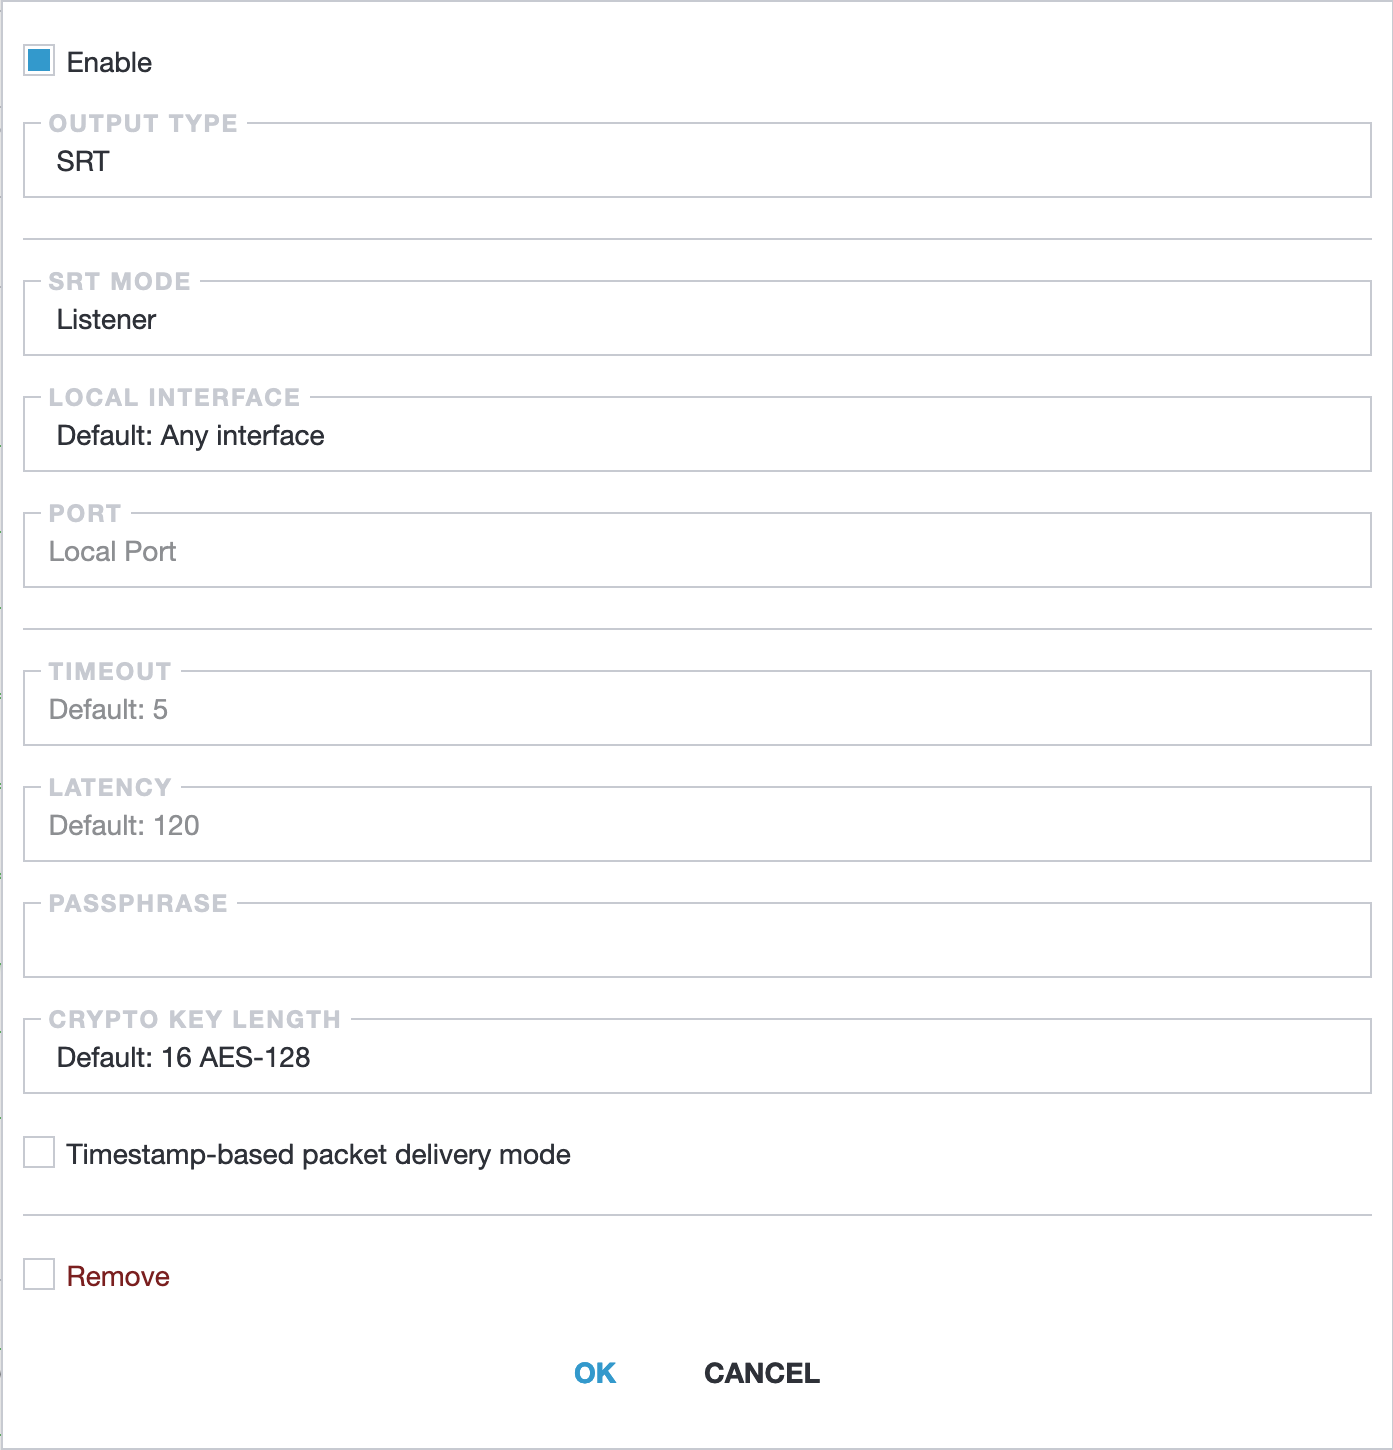 Enable
OUTPUT TYPE
SRT
SRT MODE
Listener
LOCAL INTERFACE
Default: Any interface
PORT
Local Port
TIMEOUT
Default: 5
LATENCY
Default: 120
PASSPHRASE
CRYPTO KEY LENGTH
Default: 16 AES-128
Timestamp-based packet delivery mode
Remove
OK CANCEL